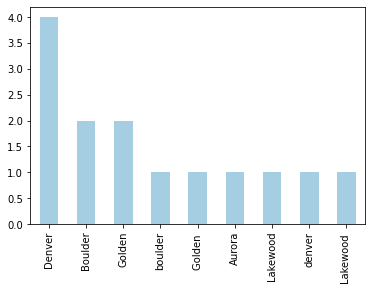 4.0
3.5
3.0
2.5
2.0
1.5
1.0
0.5
0.0
Denver
Boulder
Golden
boulder
Golden
Aurora
Lakewood
denver
Lakewood